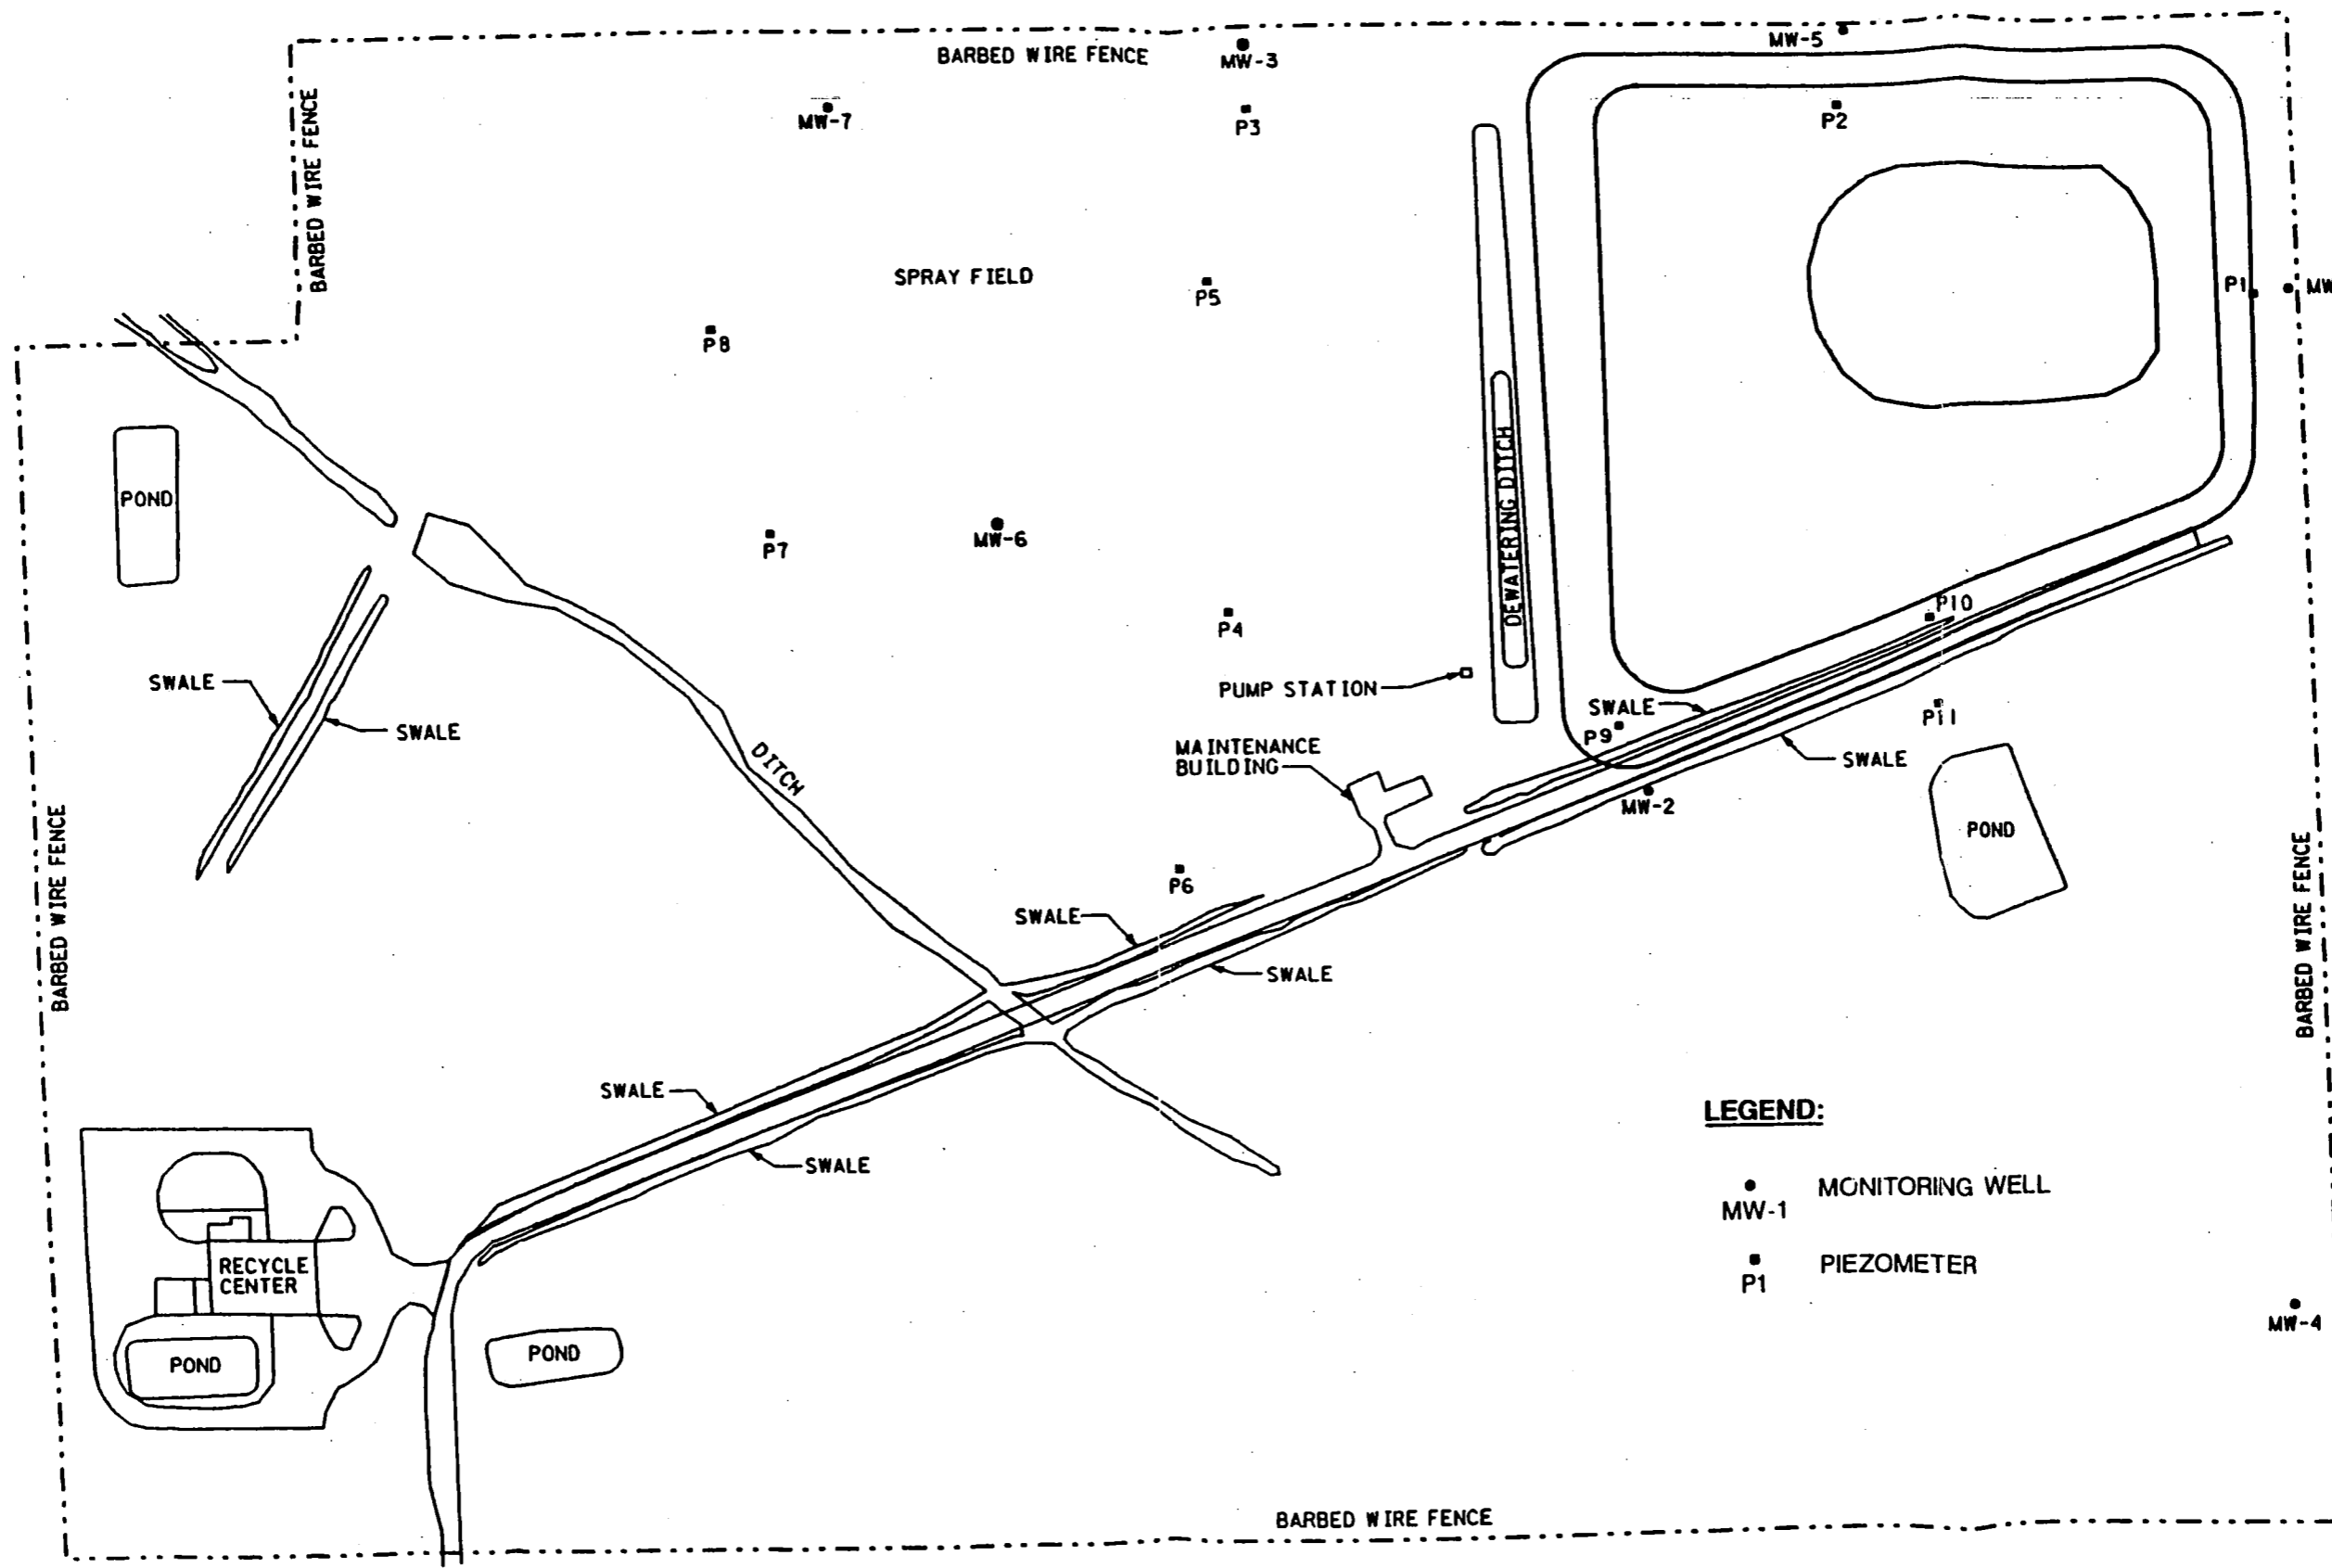 BARBED WIRE FENCE
MW-3
MW-5
BARBED WIRE FENCE
MW-7
P3
P2
SPRAY FIELD
P5
P1
MW
P8
POND
DEWATERING DITCH
P7
MW-6
P4
P10
SWALE
PUMP STATION
SWALE
P11
SWALE
P9
MAINTENANCE
BUILDING
SWALE
DITCH
MW-2
POND
BARBED WIRE FENCE
P6
BARBED WIRE FENCE
SWALE
SWALE
SWALE
SWALE
LEGEND:
MONITORING WELL
MW-1
PIEZOMETER
P1
RECYCLE
CENTER
MW-4
POND
POND
BARBED WIRE FENCE